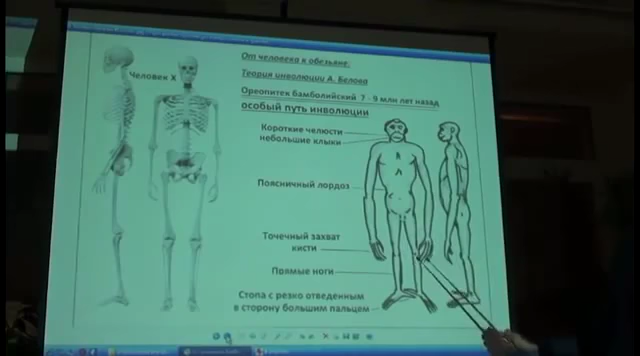 От человека к обезьяне.
Теория инволюции А. Белова
Человек X
Ореопитек бамболийский 7 - 9 млн лет назад
особый путь инволюции
Короткие челюсти
небольшие клыки
Поясничный лордоз
Точечный захват
кисти
Прямые ноги
Стопа с резко отведенным
в сторону большим пальцем